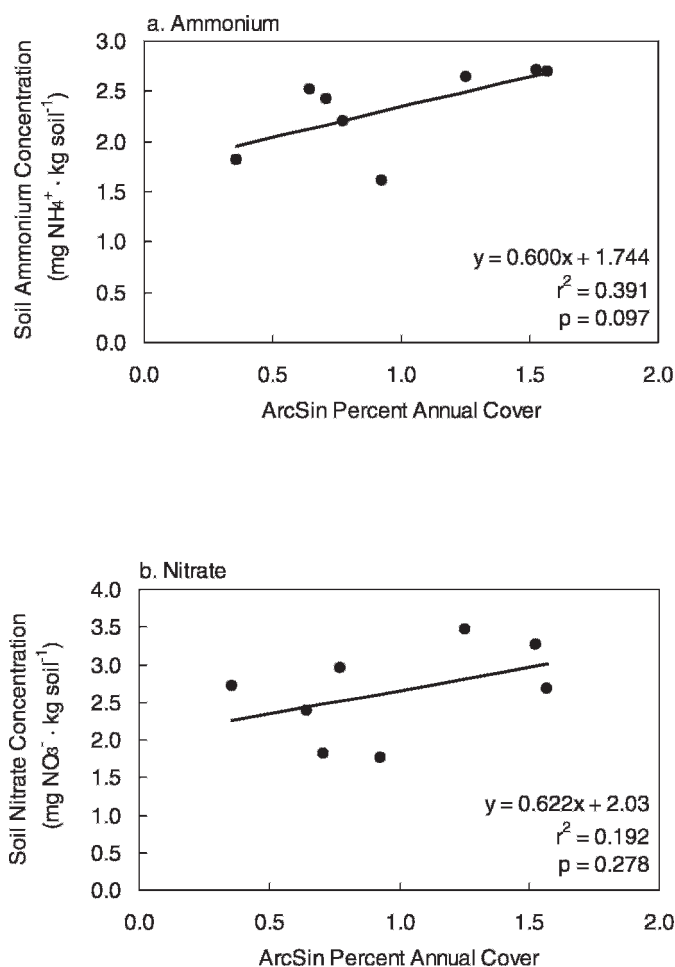 a. Ammonium
3.0
2.5
2.0
1.5
1.0
0.5
0.0
Soil Ammonium Concentration
(mg NH₄⁺ · kg soil⁻¹)
y = 0.600x + 1.744
r² = 0.391
p = 0.097
0.0 0.5 1.0 1.5 2.0
ArcSin Percent Annual Cover
b. Nitrate
4.0
3.5
3.0
2.5
2.0
1.5
1.0
0.5
0.0
Soil Nitrate Concentration
(mg NO₃⁻ · kg soil⁻¹)
y = 0.622x + 2.03
r² = 0.192
p = 0.278
0.0 0.5 1.0 1.5 2.0
ArcSin Percent Annual Cover